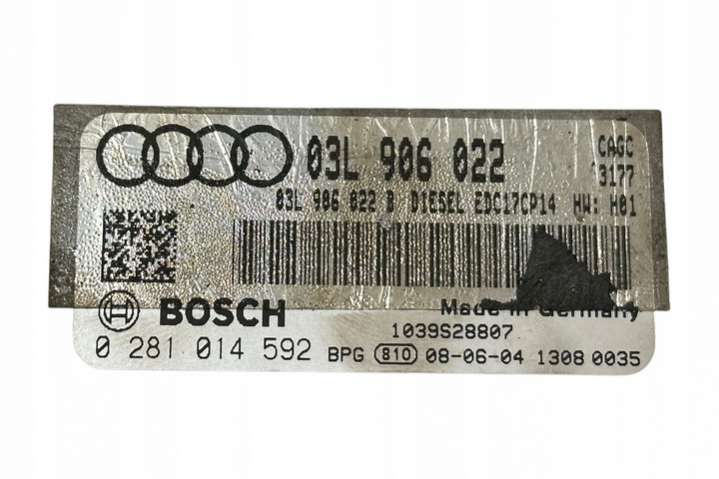 03L 906 022 CAGC
3177
03L 906 022 B DIESEL EDC17CP14 HW: H01
BOSCH Made in Germany
1039S28807
0 281 014 592 BPG 810 08-06-04 1308 0035